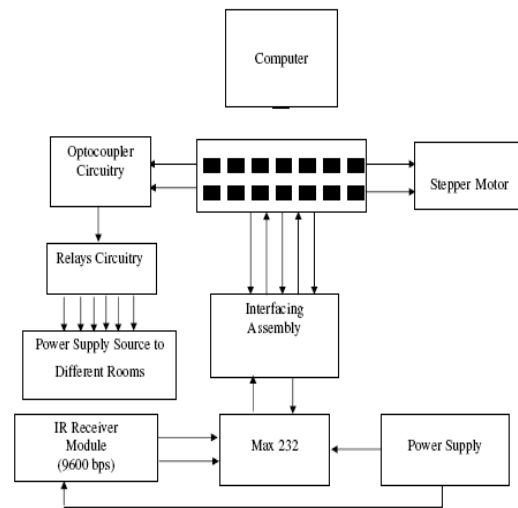 Computer
Optocoupler
Circuitry
Stepper Motor
Relays Circuitry
Interfacing
Assembly
Power Supply Source to
Different Rooms
IR Receiver
Module
(9600 bps)
Max 232
Power Supply